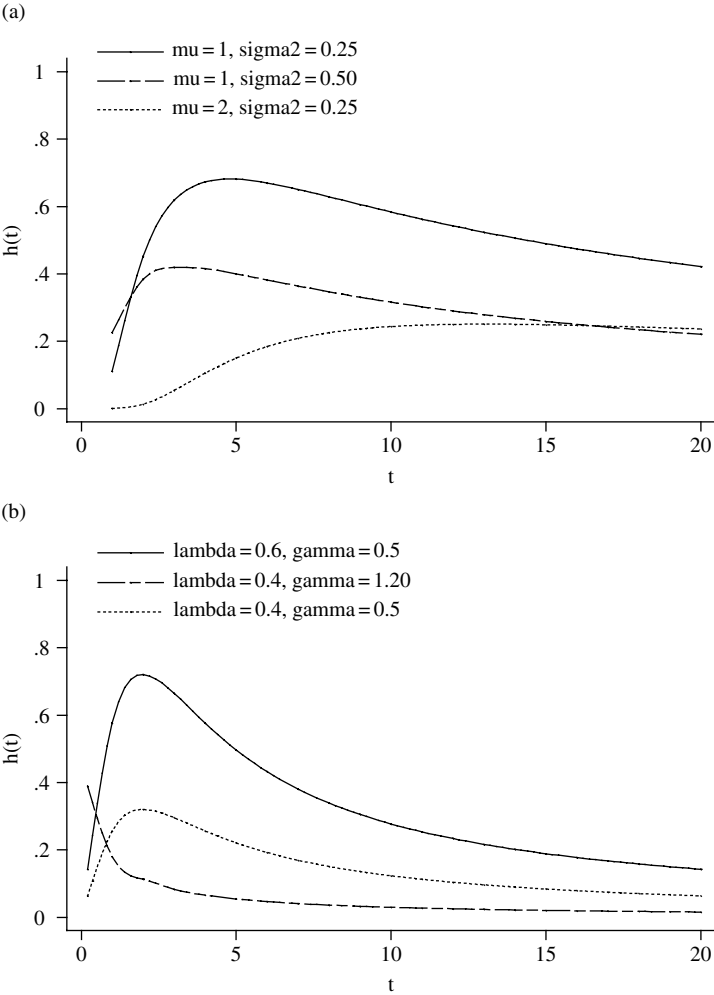 (a)
mu = 1, sigma2 = 0.25
mu = 1, sigma2 = 0.50
mu = 2, sigma2 = 0.25
1
.8
.6
.4
.2
0
h(t)
0 5 10 15 20
t
(b)
lambda = 0.6, gamma = 0.5
lambda = 0.4, gamma = 1.20
lambda = 0.4, gamma = 0.5
1
.8
.6
.4
.2
0
h(t)
0 5 10 15 20
t